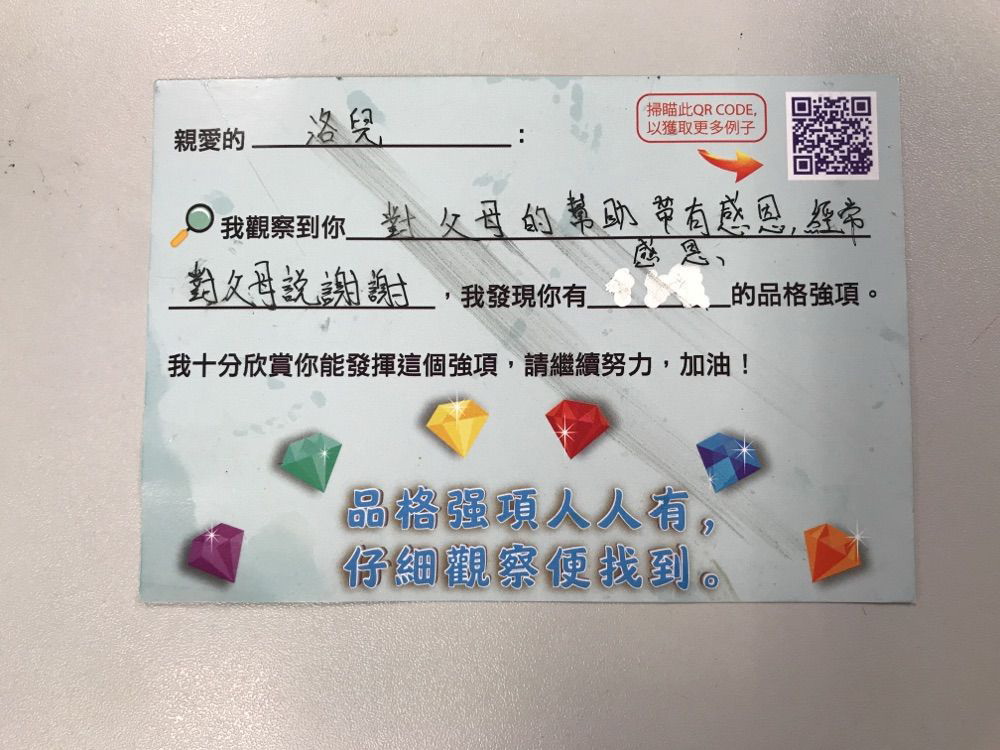 掃瞄此QR CODE,
以獲取更多例子
親愛的 洛兒 :
我觀察到你 對父母的幫助帶有感恩,經常
感恩、
對父母説謝謝 ,我發現你有 的品格強項。
我十分欣賞你能發揮這個強項,請繼續努力,加油!
品格强項人人有,
仔細觀察便找到。